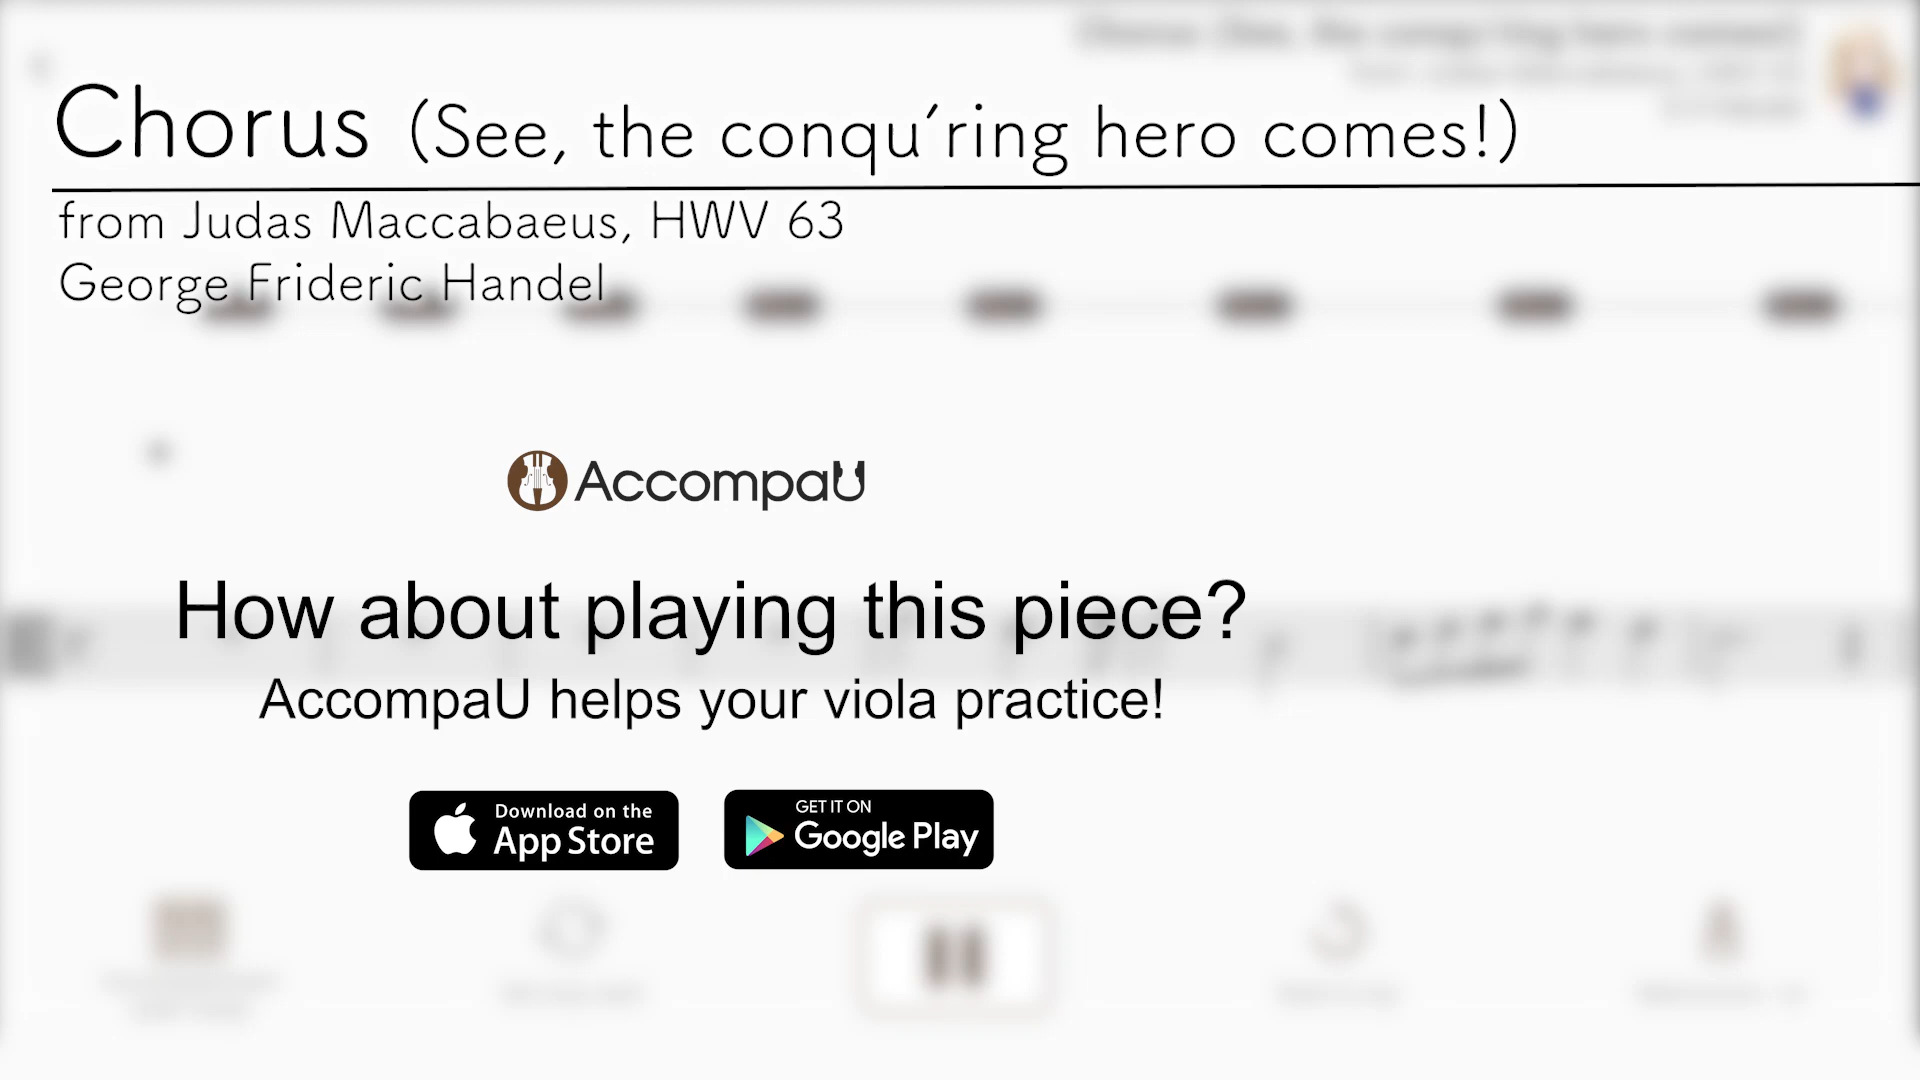 Chorus (See, the conqu′ring hero comes!)
from Judas Maccabaeus, HWV 63
George Frideric Handel
AccompaU
How about playing this piece?
AccompaU helps your viola practice!
Download on the
App Store
GET IT ON
Google Play